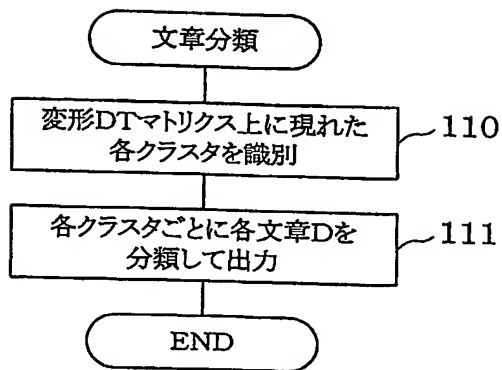 文章分類
変形DTマトリクス上に現れた
各クラスタを識別
110
各クラスタごとに各文章Dを
分類して出力
111
END